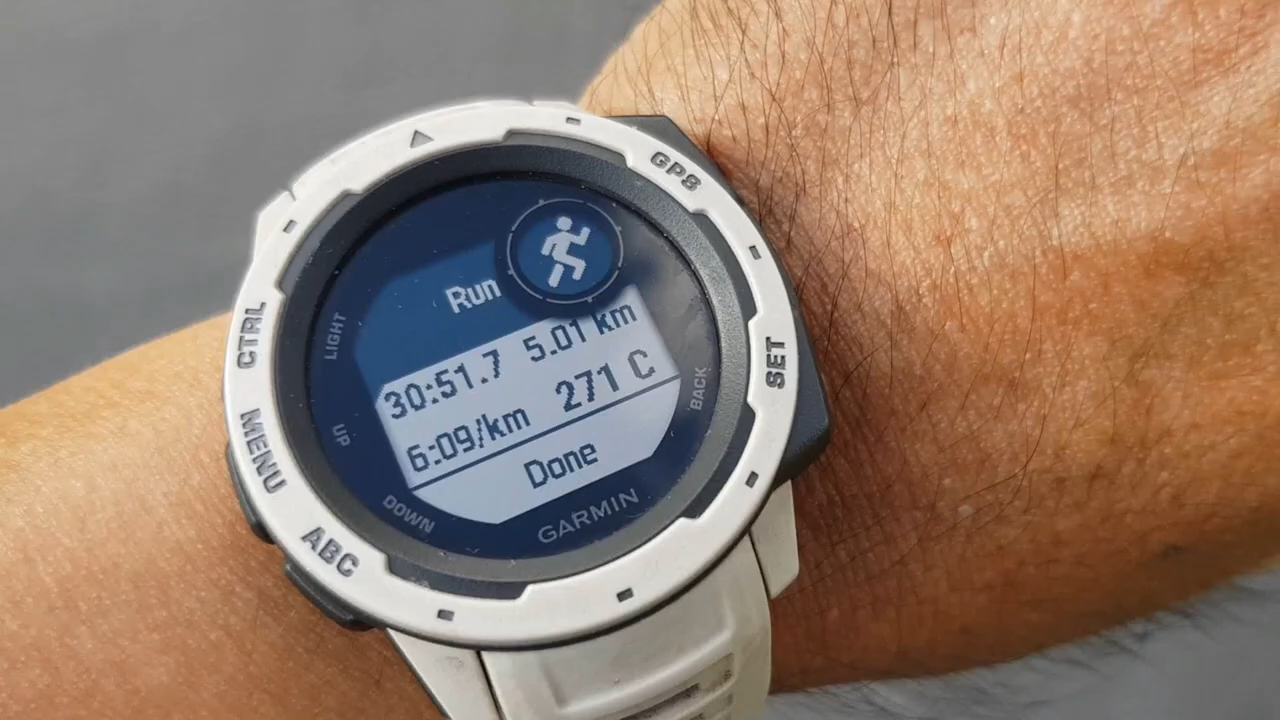 GPS
CTRL
LIGHT
Run
30:51.7 5.01 km
SET
6:09/km 271 C
BACK
UP
MENU
Done
DOWN
GARMIN
ABC